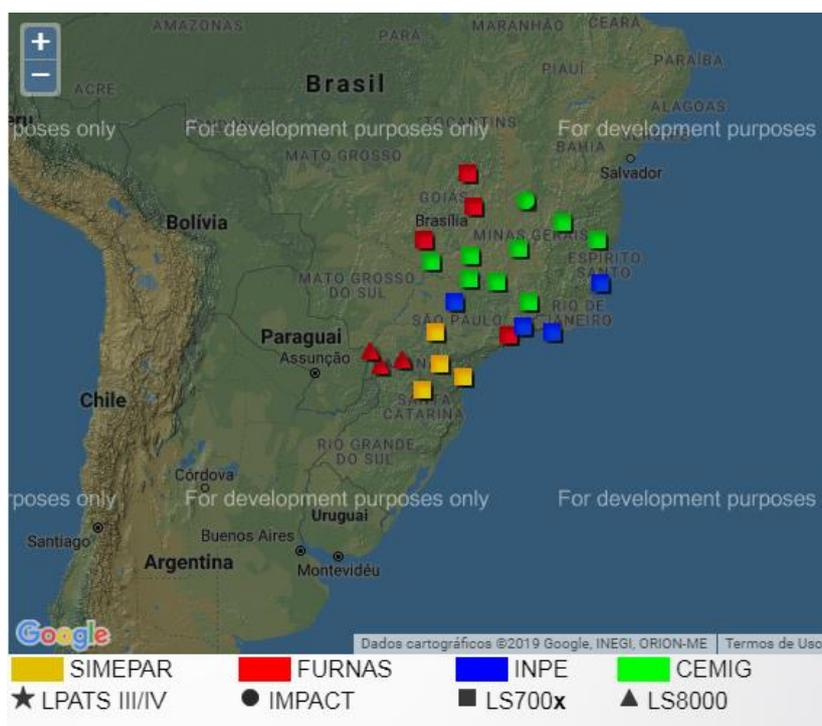 AMAZONAS
MARANHÃO
CEARÁ
PARÁ
+
−
Brasil
PARAÍBA
PIAUÍ
ACRE
ALAGOAS
poses only
For development purposes only
For development purposes
TOCANTINS
BAHIA
MATO GROSSO
Salvador
GOIÁS
Bolívia
Brasília
MINAS GERAIS
ESPÍRITO
SANTO
MATO GROSSO
DO SUL
RIO DE
JANEIRO
SÃO PAULO
Paraguai
Assunção
Chile
SANTA
CATARINA
RIO GRANDE
DO SUL
Córdova
rposes only
For development purposes only
For development purposes
Uruguai
Santiago
Buenos Aires
Argentina
Montevidéu
Google
Dados cartográficos ©2019 Google, INEGI, ORION-ME
Termos de Uso
SIMEPAR
FURNAS
INPE
CEMIG
LPATS III/IV
IMPACT
LS700x
LS8000